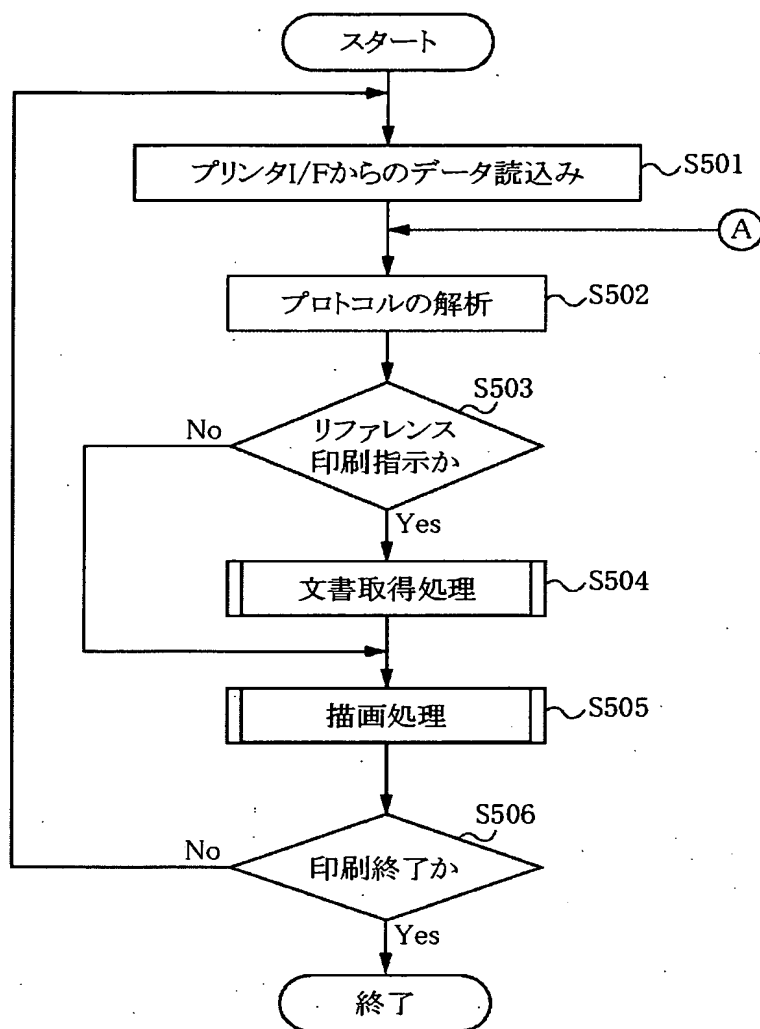 スタート
プリンタI/Fからのデータ読込み
S501
A
プロトコルの解析
S502
S503
No
リファレンス
印刷指示か
Yes
文書取得処理
S504
描画処理
S505
S506
No
印刷終了か
Yes
終了